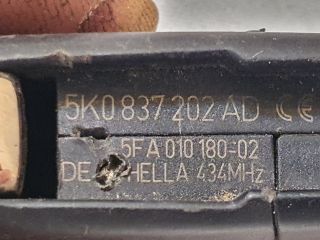 5K0 837 202 AD CE
5FA 010 180-02
DE HELLA 434MHz